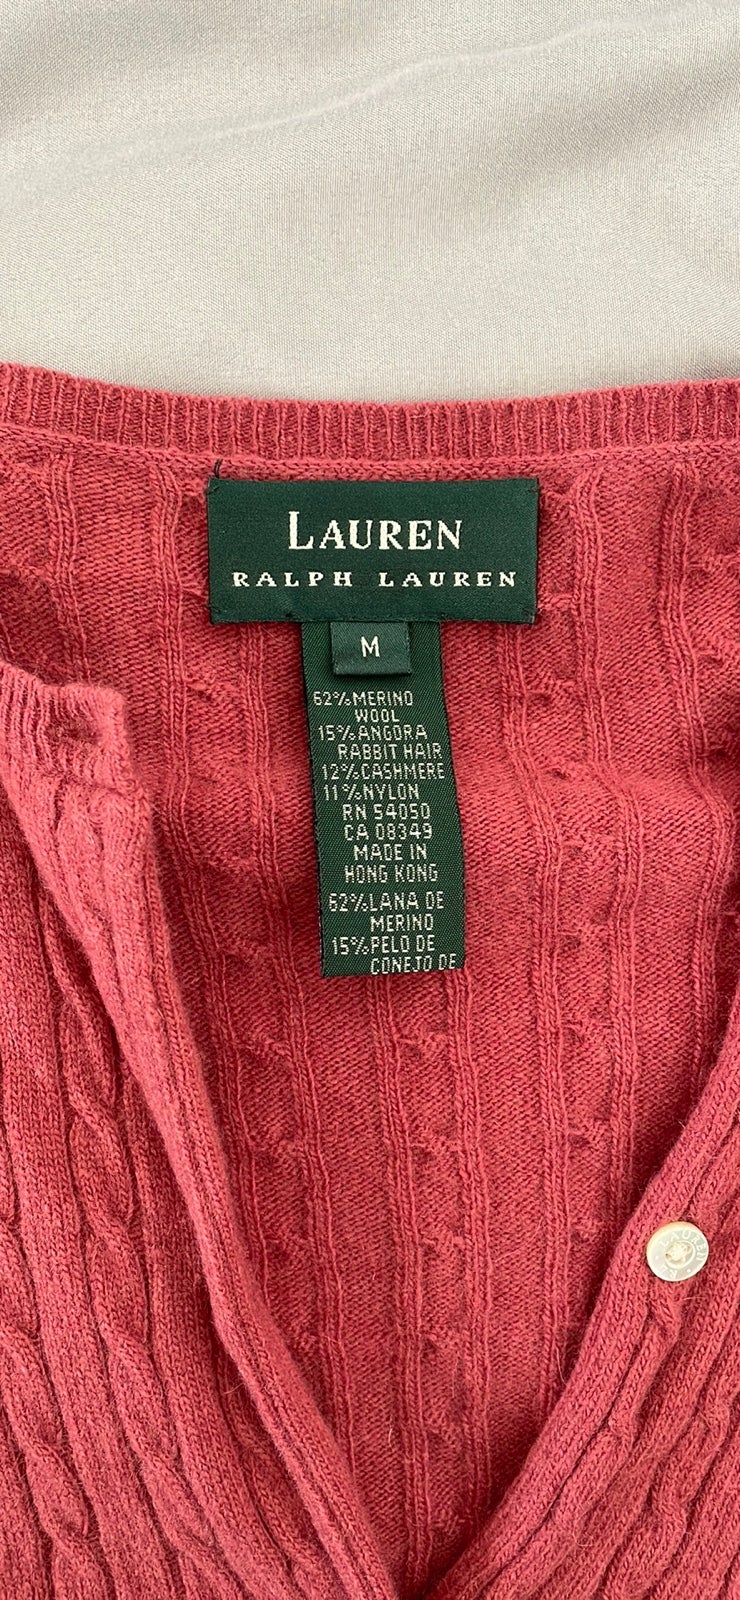 LAUREN
RALPH LAUREN
M
62%MERINO
WOOL
15%ANGORA
RABBIT HAIR
12%CASHMERE
11%NYLON
RN 54050
CA 08349
MADE IN
HONG KONG
62%LANA DE
MERINO
15%PELO DE
CONEJO DE
LAUREN